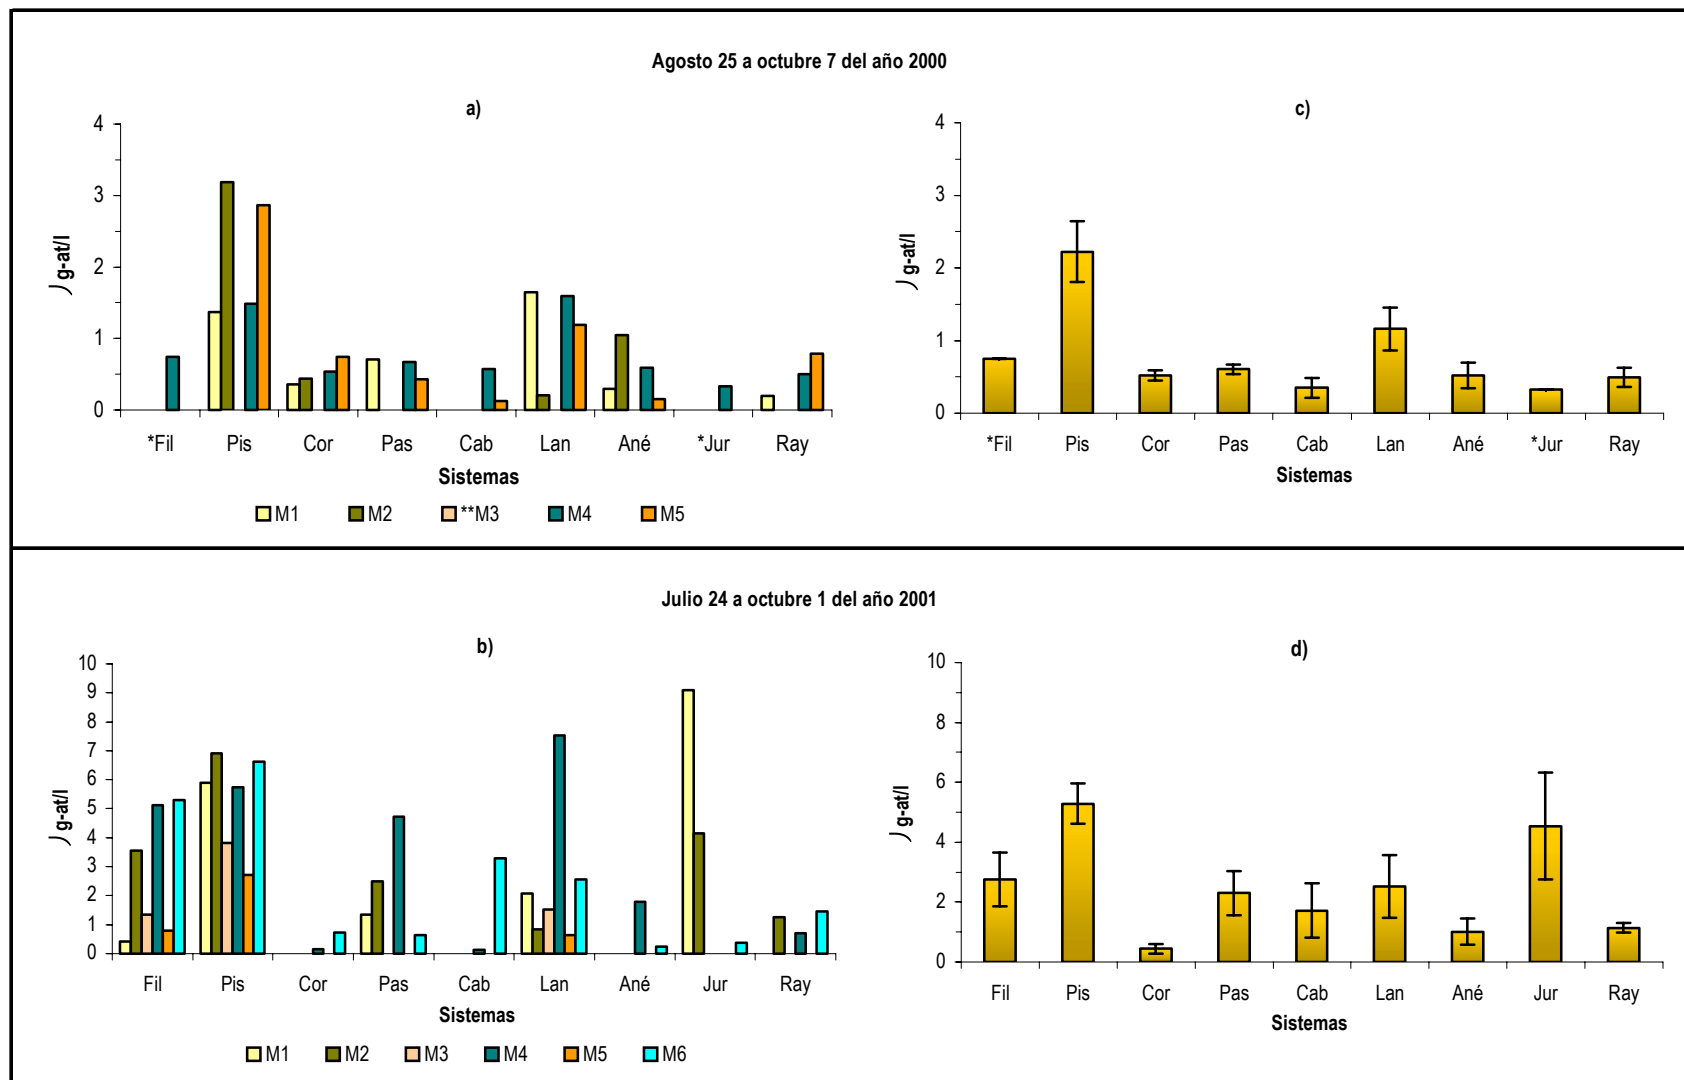 Agosto 25 a octubre 7 del año 2000
a)
4
3
2
1
0
g-at/l
*Fil Pis Cor Pas Cab Lan Ané *Jur Ray
Sistemas
M1 M2 **M3 M4 M5
c)
4
3
2
1
0
g-at/l
*Fil Pis Cor Pas Cab Lan Ané *Jur Ray
Sistemas
Julio 24 a octubre 1 del año 2001
b)
10
9
8
7
6
5
4
3
2
1
0
g-at/l
Fil Pis Cor Pas Cab Lan Ané Jur Ray
Sistemas
M1 M2 M3 M4 M5 M6
d)
10
8
6
4
2
0
g-at/l
Fil Pis Cor Pas Cab Lan Ané Jur Ray
Sistemas